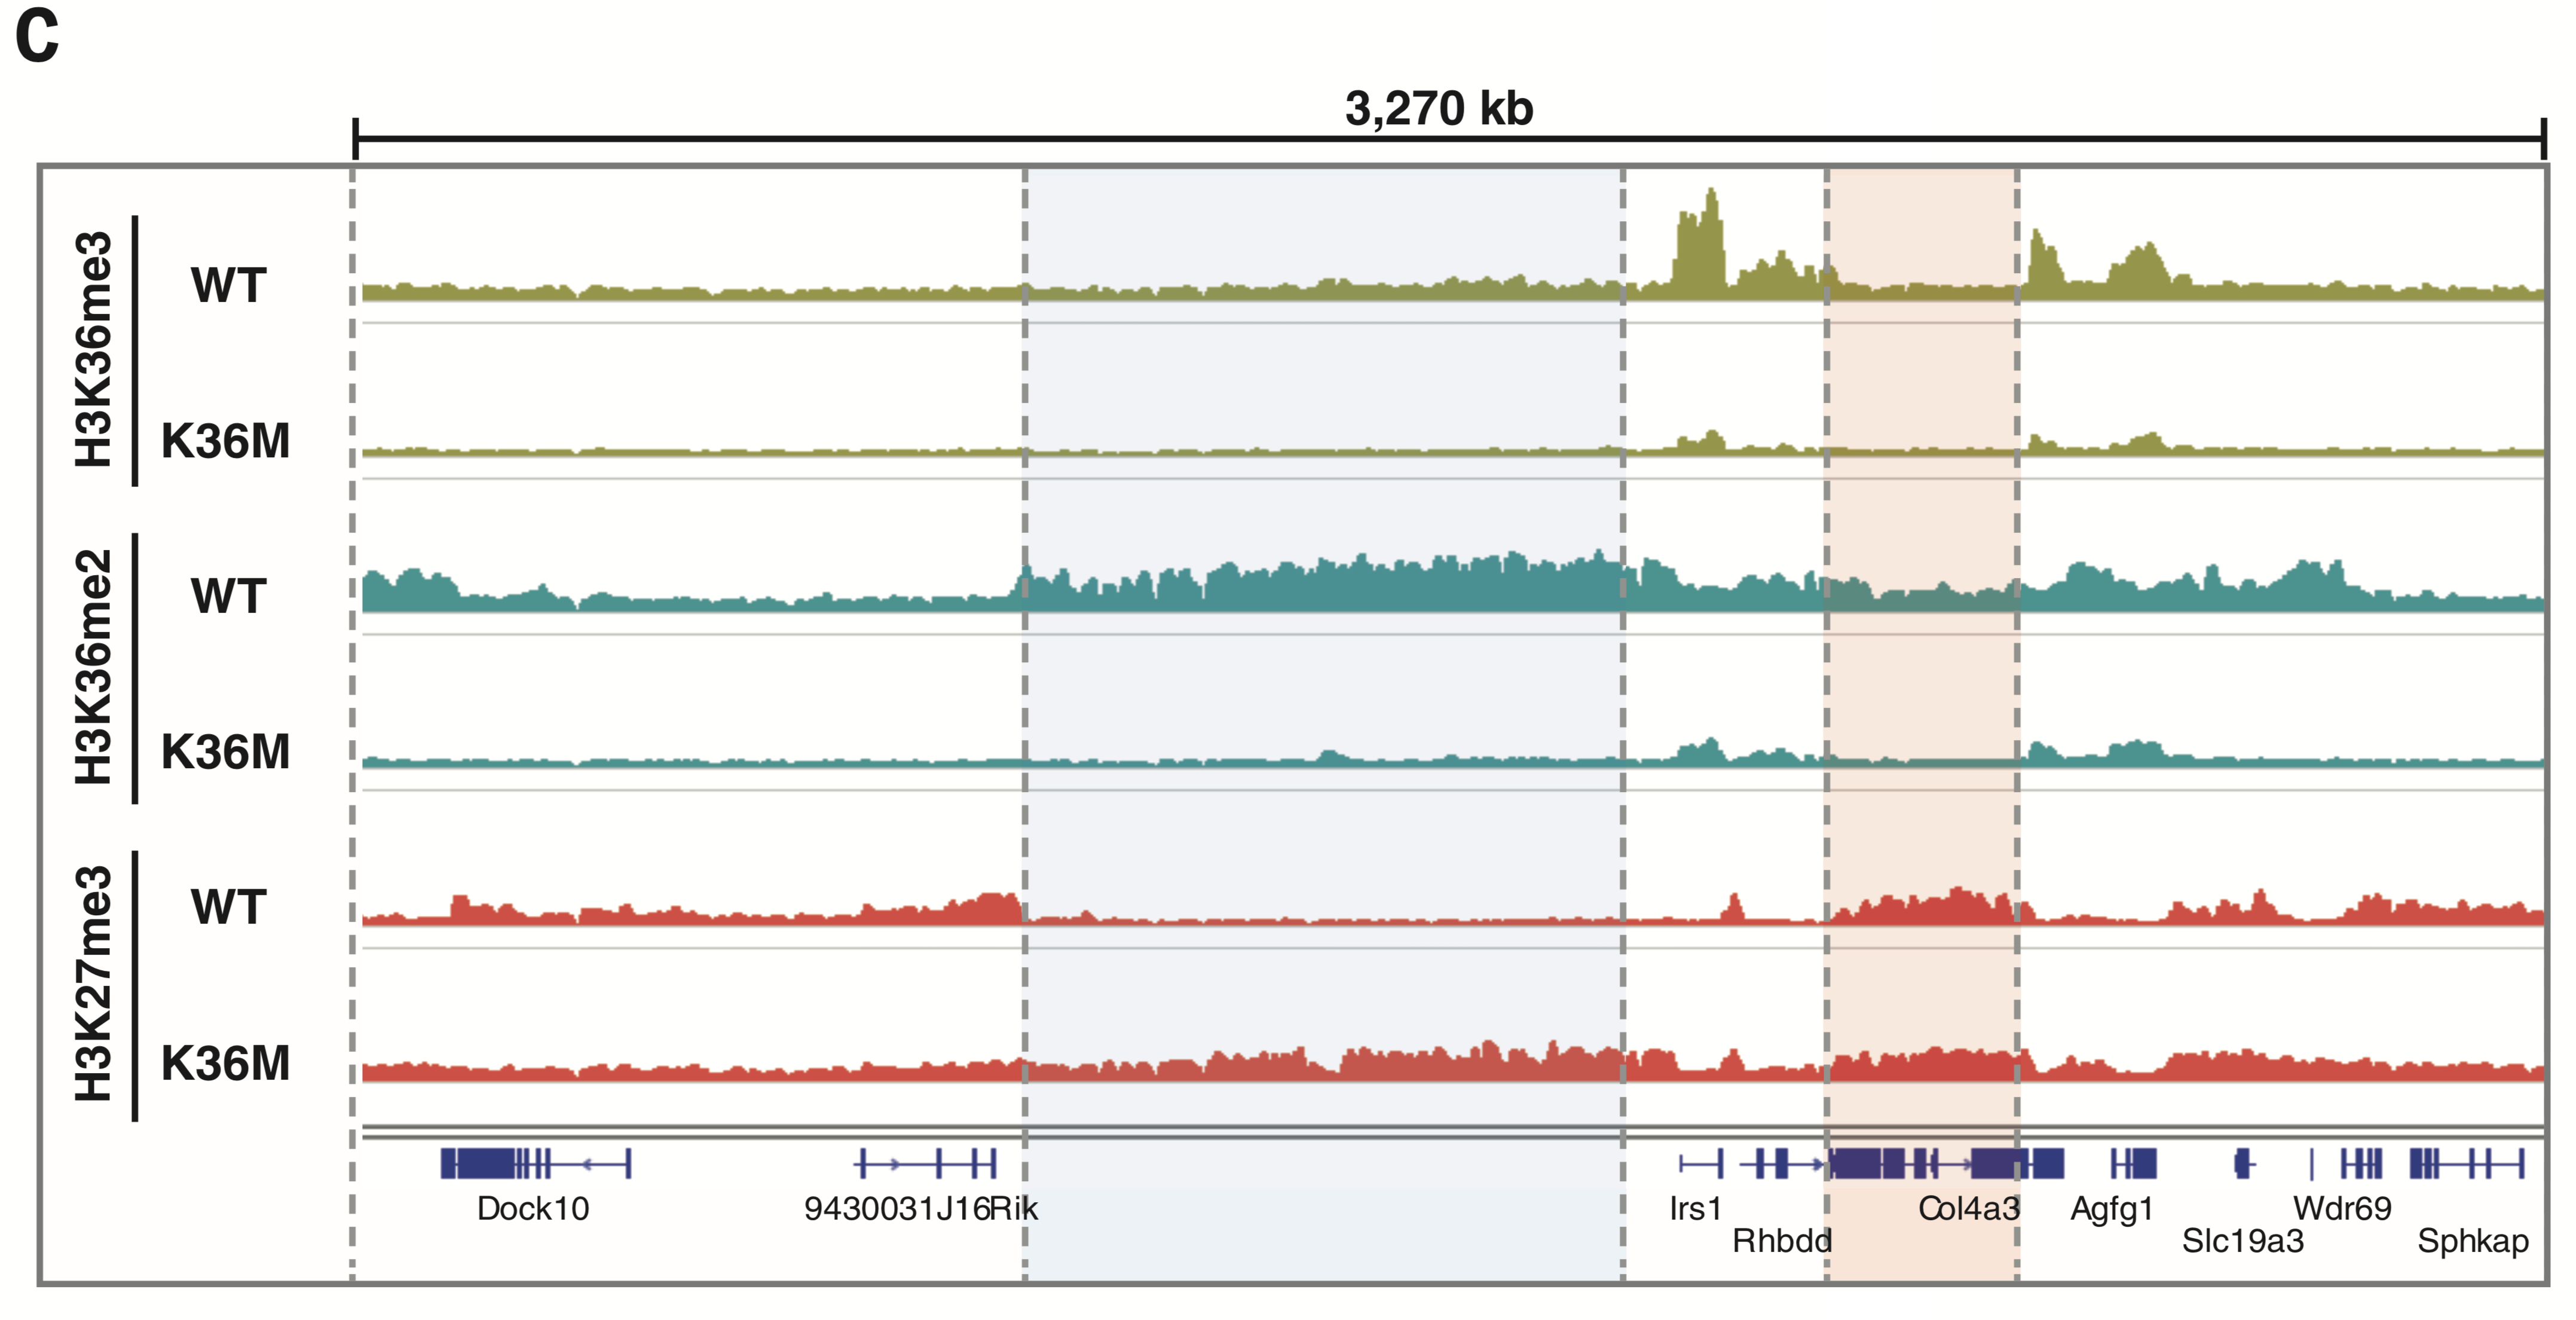 C
3,270 kb
H3K36me3
WT
K36M
H3K36me2
WT
K36M
H3K27me3
WT
K36M
Dock10 9430031J16Rik Irs1 Col4a3 Agfg1 Wdr69
Rhbdd Slc19a3 Sphkap